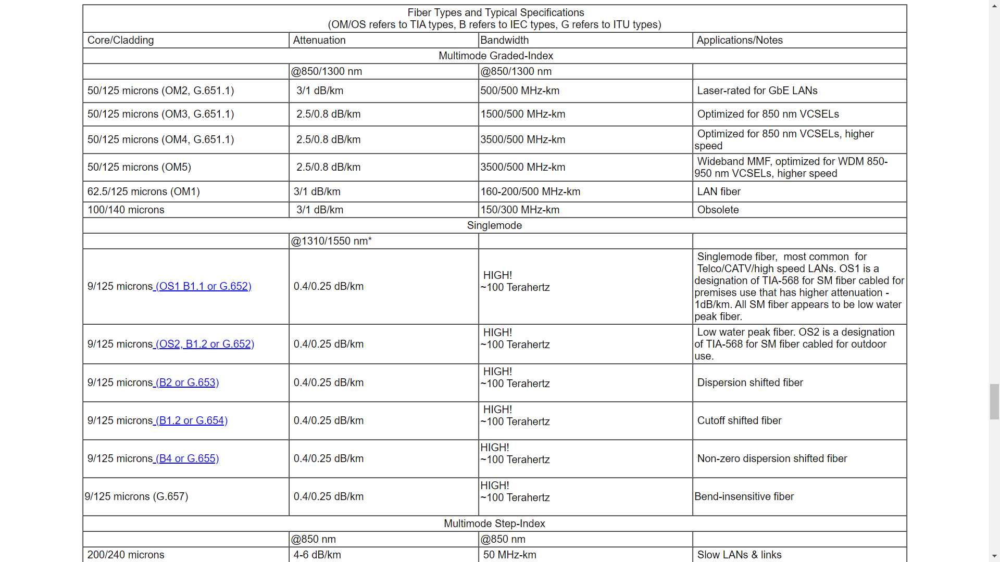 Fiber Types and Typical Specifications
(OM/OS refers to TIA types, B refers to IEC types, G refers to ITU types)
Core/Cladding Attenuation Bandwidth Applications/Notes
Multimode Graded-Index
@850/1300 nm @850/1300 nm
50/125 microns (OM2, G.651.1) 3/1 dB/km 500/500 MHz-km Laser-rated for GbE LANs
50/125 microns (OM3, G.651.1) 2.5/0.8 dB/km 1500/500 MHz-km Optimized for 850 nm VCSELs
50/125 microns (OM4, G.651.1) 2.5/0.8 dB/km 3500/500 MHz-km Optimized for 850 nm VCSELs, higher
speed
50/125 microns (OM5) 2.5/0.8 dB/km 3500/500 MHz-km Wideband MMF, optimized for WDM 850-
950 nm VCSELs, higher speed
62.5/125 microns (OM1) 3/1 dB/km 160-200/500 MHz-km LAN fiber
100/140 microns 3/1 dB/km 150/300 MHz-km Obsolete
Singlemode
@1310/1550 nm*
9/125 microns (OS1 B1.1 or G.652) 0.4/0.25 dB/km HIGH!
~100 Terahertz
Singlemode fiber, most common for
Telco/CATV/high speed LANs. OS1 is a
designation of TIA-568 for SM fiber cabled for
premises use that has higher attenuation -
1dB/km. All SM fiber appears to be low water
peak fiber.
9/125 microns (OS2, B1.2 or G.652) 0.4/0.25 dB/km HIGH!
~100 Terahertz
Low water peak fiber. OS2 is a designation
of TIA-568 for SM fiber cabled for outdoor
use.
9/125 microns (B2 or G.653) 0.4/0.25 dB/km HIGH!
~100 Terahertz
Dispersion shifted fiber
9/125 microns (B1.2 or G.654) 0.4/0.25 dB/km HIGH!
~100 Terahertz
Cutoff shifted fiber
9/125 microns (B4 or G.655) 0.4/0.25 dB/km HIGH!
~100 Terahertz
Non-zero dispersion shifted fiber
9/125 microns (G.657) 0.4/0.25 dB/km HIGH!
~100 Terahertz
Bend-insensitive fiber
Multimode Step-Index
@850 nm @850 nm
200/240 microns 4-6 dB/km 50 MHz-km Slow LANs & links